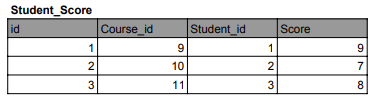 Student_Score
id Course_id Student_id Score
1 9 1 9
2 10 2 7
3 11 3 8